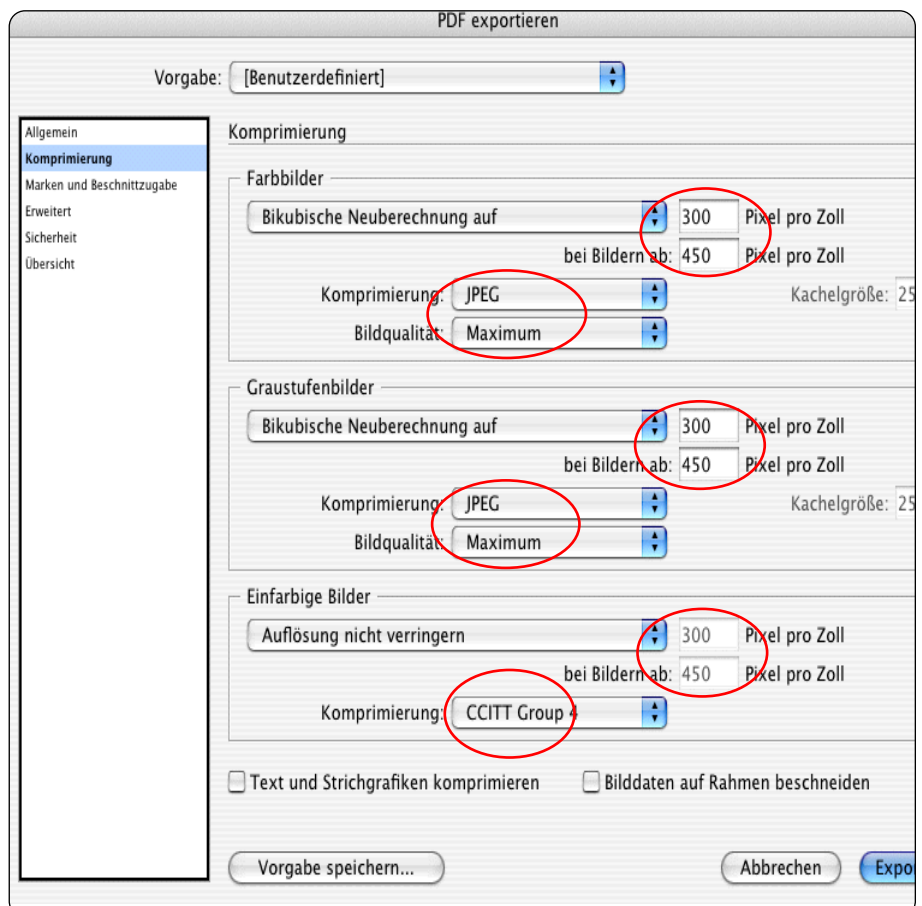 PDF exportieren
Vorgabe: [Benutzerdefiniert]
Allgemein
Komprimierung
Marken und Beschnittzugabe
Erweitert
Sicherheit
Übersicht
Komprimierung
Farbbilder
Bikubische Neuberechnung auf 300 Pixel pro Zoll
bei Bildern ab: 450 Pixel pro Zoll
Komprimierung: JPEG Kachelgröße: 25
Bildqualität: Maximum
Graustufenbilder
Bikubische Neuberechnung auf 300 Pixel pro Zoll
bei Bildern ab: 450 Pixel pro Zoll
Komprimierung: JPEG Kachelgröße: 25
Bildqualität: Maximum
Einfarbige Bilder
Auflösung nicht verringern 300 Pixel pro Zoll
bei Bildern ab: 450 Pixel pro Zoll
Komprimierung: CCITT Group 4
Text und Strichgrafiken komprimieren Bilddaten auf Rahmen beschneiden
Vorgabe speichern... Abbrechen Expo